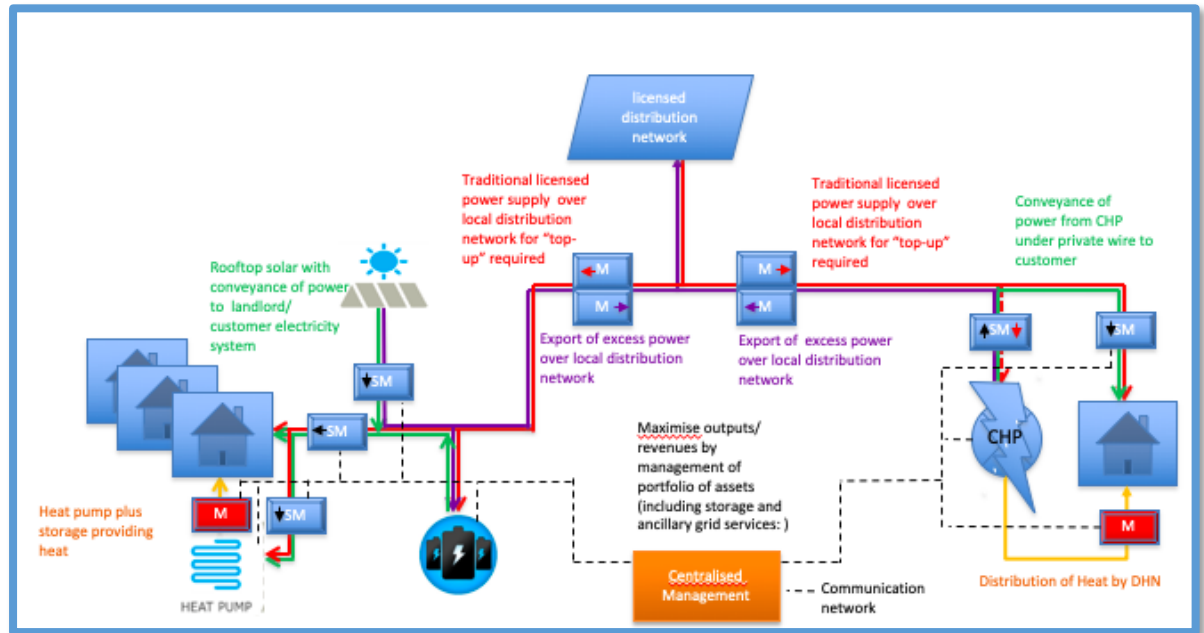 licensed
distribution
network
Traditional licensed
power supply over
local distribution
network for “top-
up” required
Traditional licensed
power supply over
local distribution
network for “top-
up” required
Conveyance of
power from CHP
under private wire to
customer
Rooftop solar with
conveyance of power
to landlord/
customer electricity
system
M
M
M
M
Export of excess power
over local distribution
network
Export of excess power
over local distribution
network
SM
SM
SM
SM
SM
CHP
Maximise outputs/
revenues by
management of
portfolio of assets
(including storage and
ancillary grid services: )
Heat pump plus
storage providing
heat
M
M
HEAT PUMP
Centralised
Management
Communication
network
Distribution of Heat by DHN